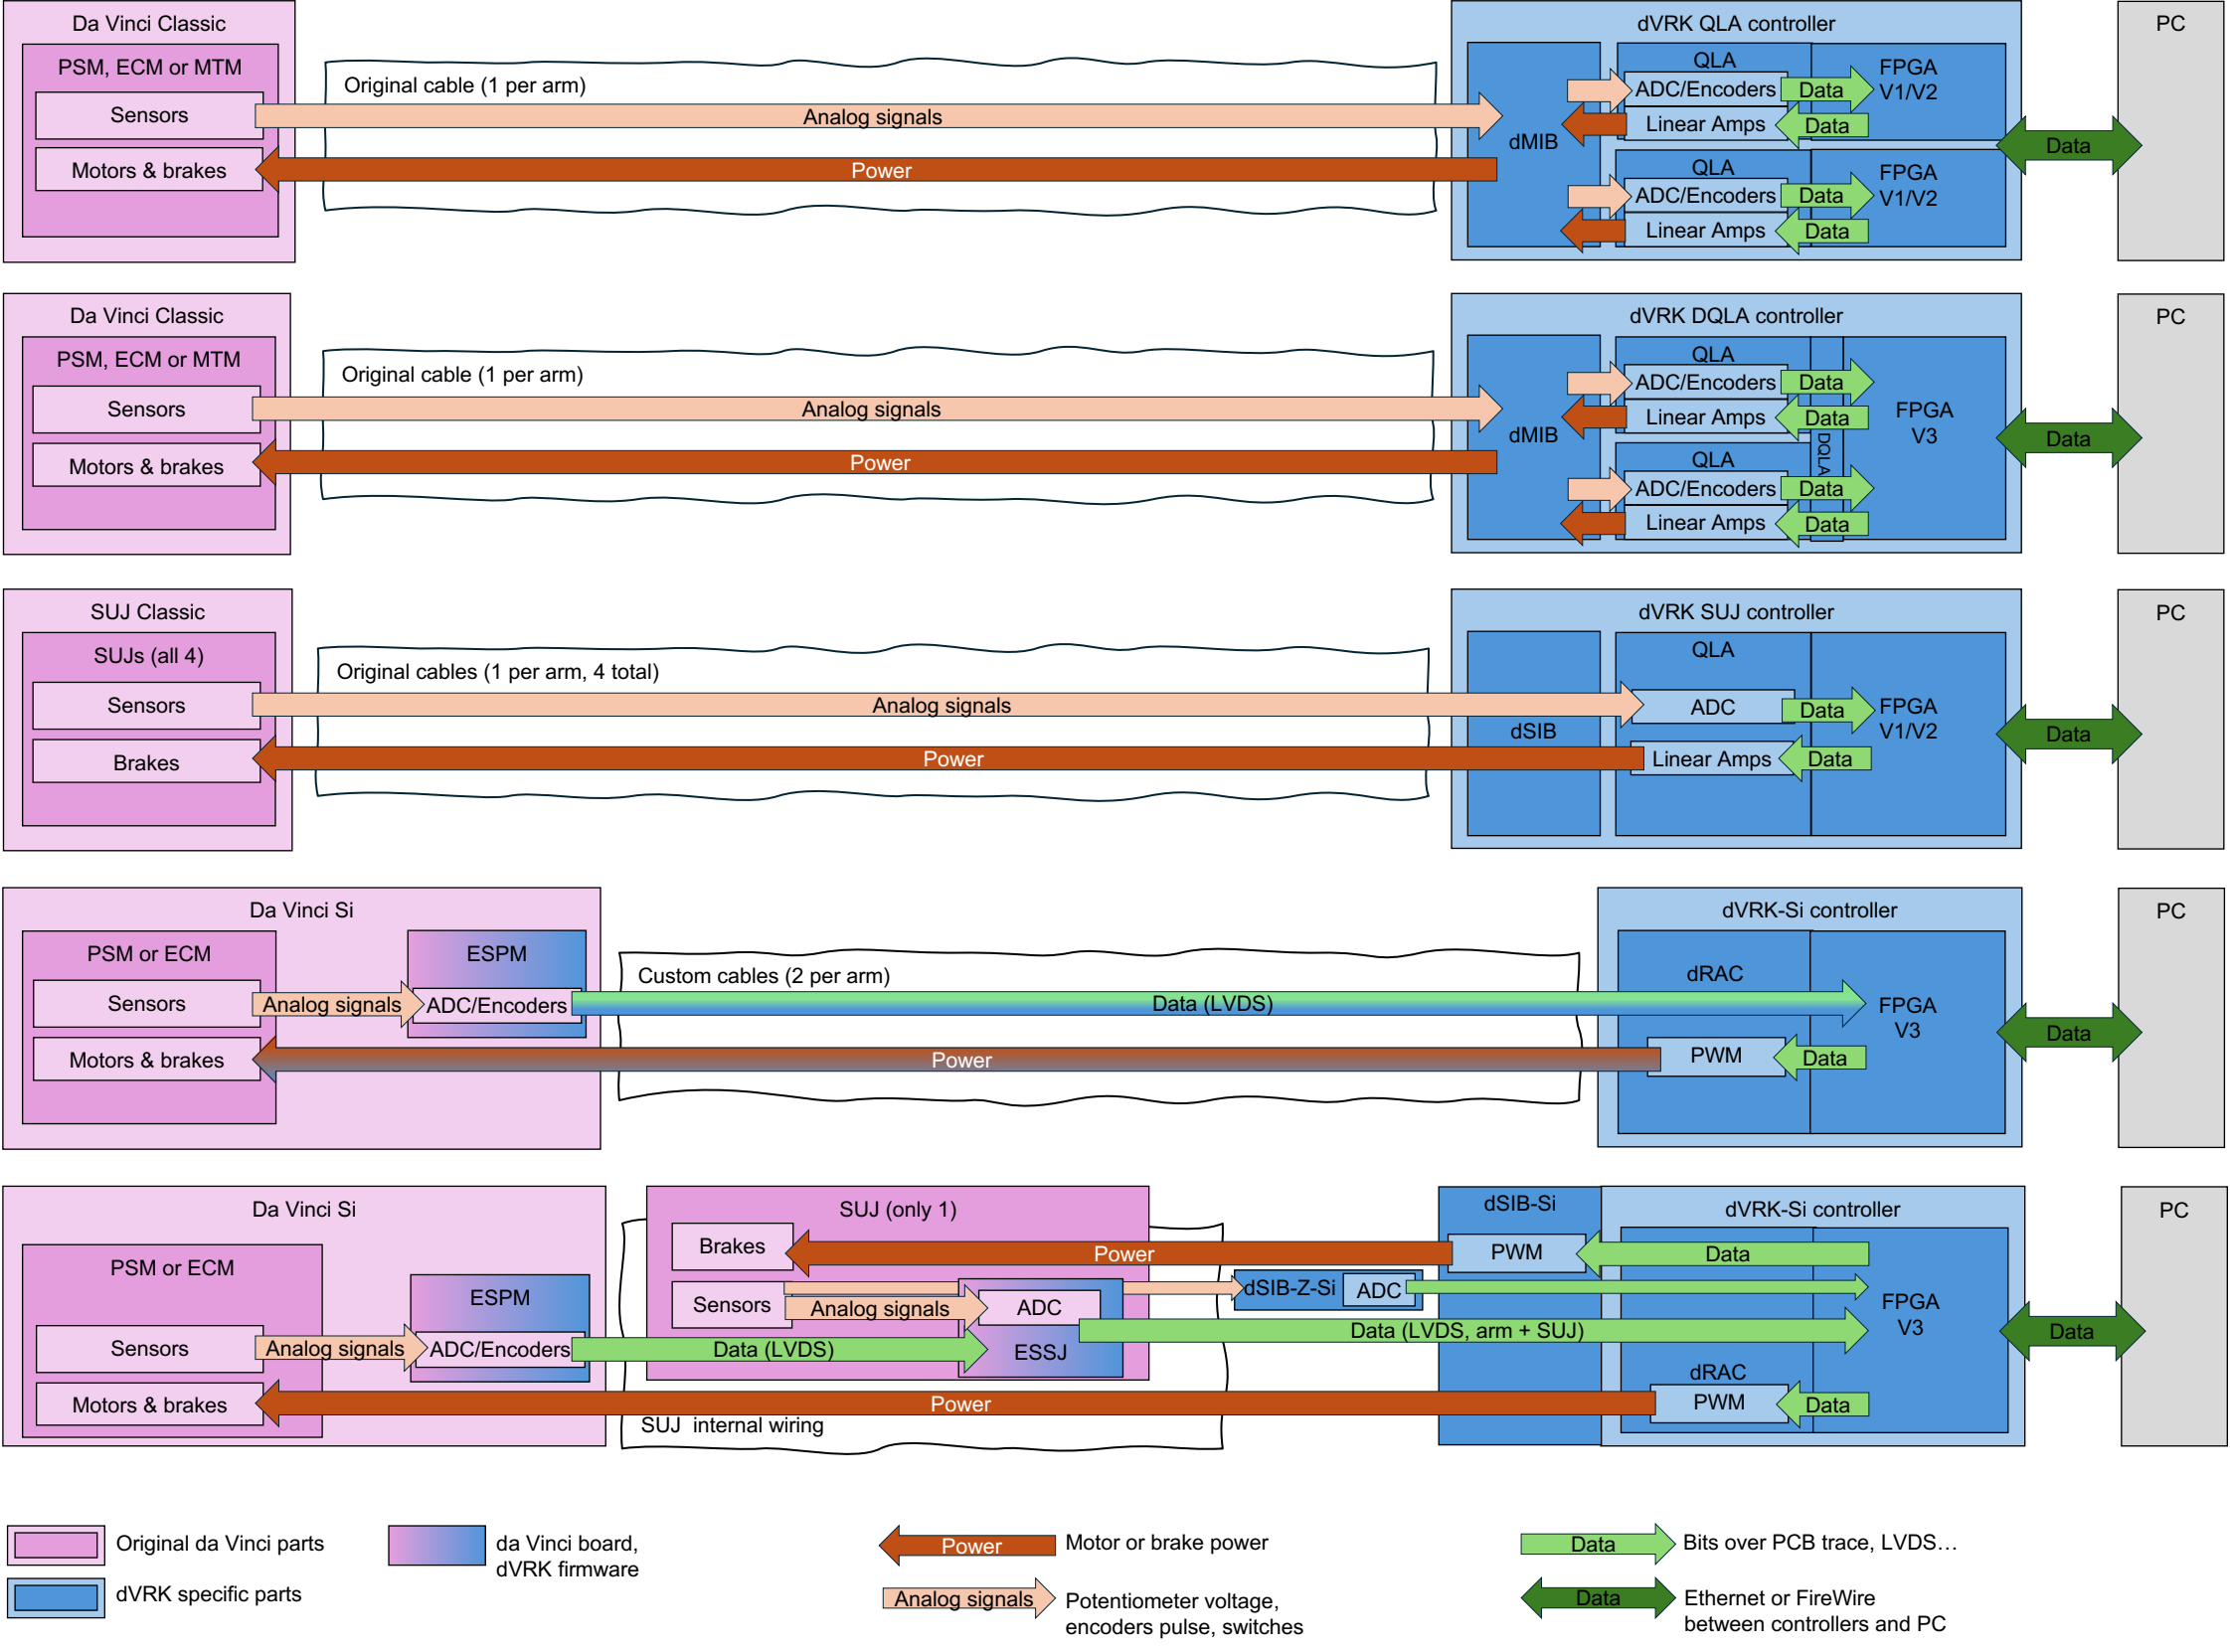 Da Vinci Classic
PSM, ECM or MTM
Sensors
Motors & brakes
Original cable (1 per arm)
Analog signals
Power
dVRK QLA controller
dMIB
QLA
ADC/Encoders
Linear Amps
Data
Data
FPGA
V1/V2
QLA
ADC/Encoders
Linear Amps
Data
Data
FPGA
V1/V2
Data
PC
Da Vinci Classic
PSM, ECM or MTM
Sensors
Motors & brakes
Original cable (1 per arm)
Analog signals
Power
dVRK DQLA controller
dMIB
QLA
ADC/Encoders
Linear Amps
Data
Data
QLA
ADC/Encoders
Linear Amps
Data
Data
DQLA
FPGA
V3
Data
PC
SUJ Classic
SUJs (all 4)
Sensors
Brakes
Original cables (1 per arm, 4 total)
Analog signals
Power
dVRK SUJ controller
dSIB
QLA
ADC
Linear Amps
Data
Data
FPGA
V1/V2
Data
PC
Da Vinci Si
PSM or ECM
Sensors
Motors & brakes
Analog signals
ESPM
ADC/Encoders
Custom cables (2 per arm)
Data (LVDS)
Power
dVRK-Si controller
dRAC
PWM
Data
FPGA
V3
Data
PC
Da Vinci Si
PSM or ECM
Sensors
Motors & brakes
Analog signals
ESPM
ADC/Encoders
SUJ (only 1)
Brakes
Sensors
Power
Analog signals
ADC
ESSJ
Data (LVDS)
Power
SUJ internal wiring
dSIB-Z-Si
ADC
dSIB-Si
PWM
Data
Data (LVDS, arm + SUJ)
dVRK-Si controller
dRAC
PWM
Data
FPGA
V3
Data
PC
Original da Vinci parts
dVRK specific parts
da Vinci board,
dVRK firmware
Power
Motor or brake power
Analog signals
Potentiometer voltage,
encoders pulse, switches
Data
Bits over PCB trace, LVDS…
Data
Ethernet or FireWire
between controllers and PC